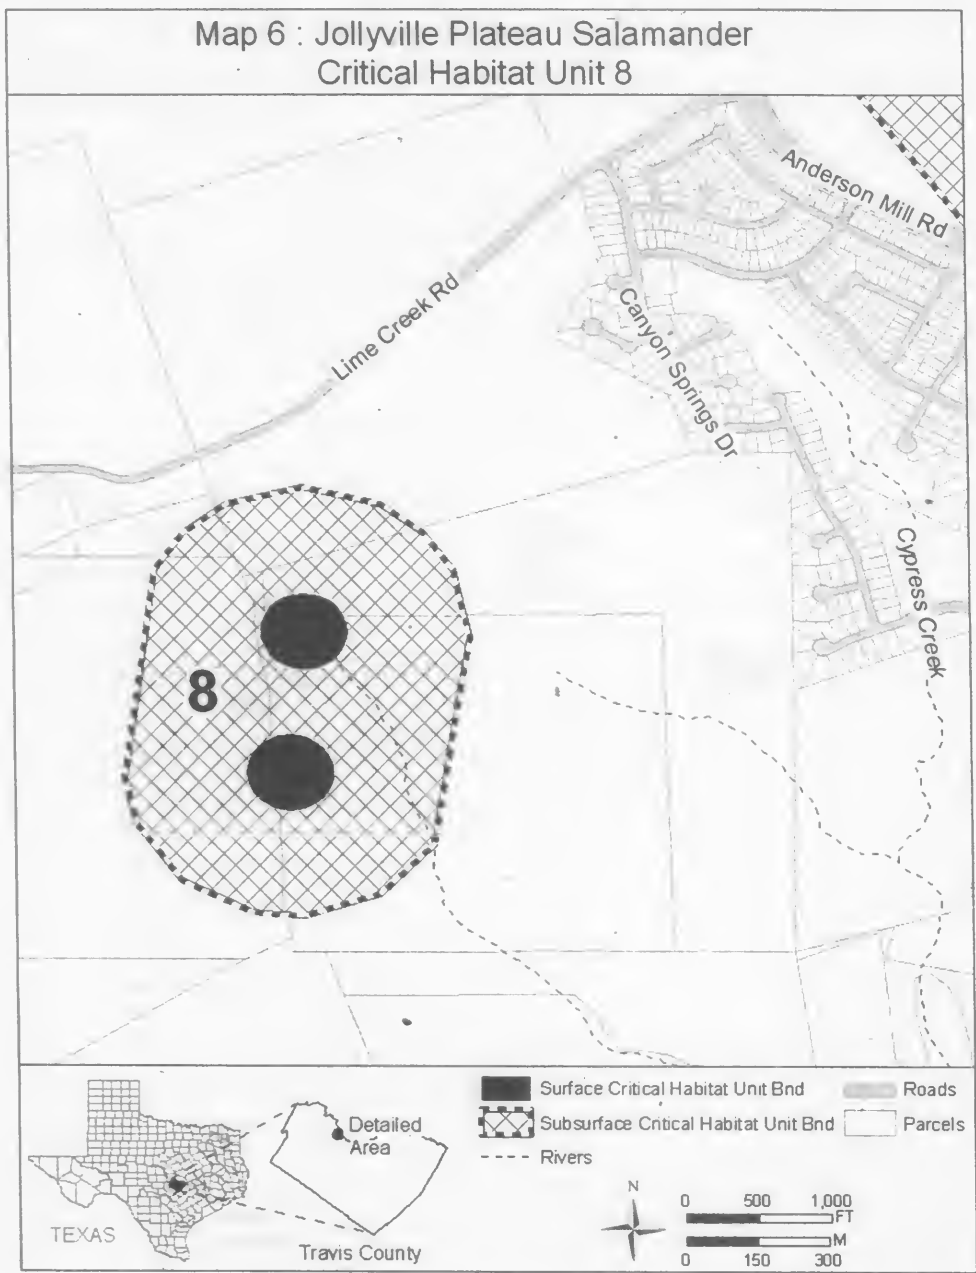 Map 6 : Jollyville Plateau Salamander
Critical Habitat Unit 8
Anderson Mill Rd
Lime Creek Rd
Canyon Springs Dr
Cypress Creek
8
Surface Critical Habitat Unit Bnd
Roads
Subsurface Critical Habitat Unit Bnd
Parcels
Rivers
Detailed
Area
TEXAS
Travis County
N
0 500 1,000
FT
M
0 150 300